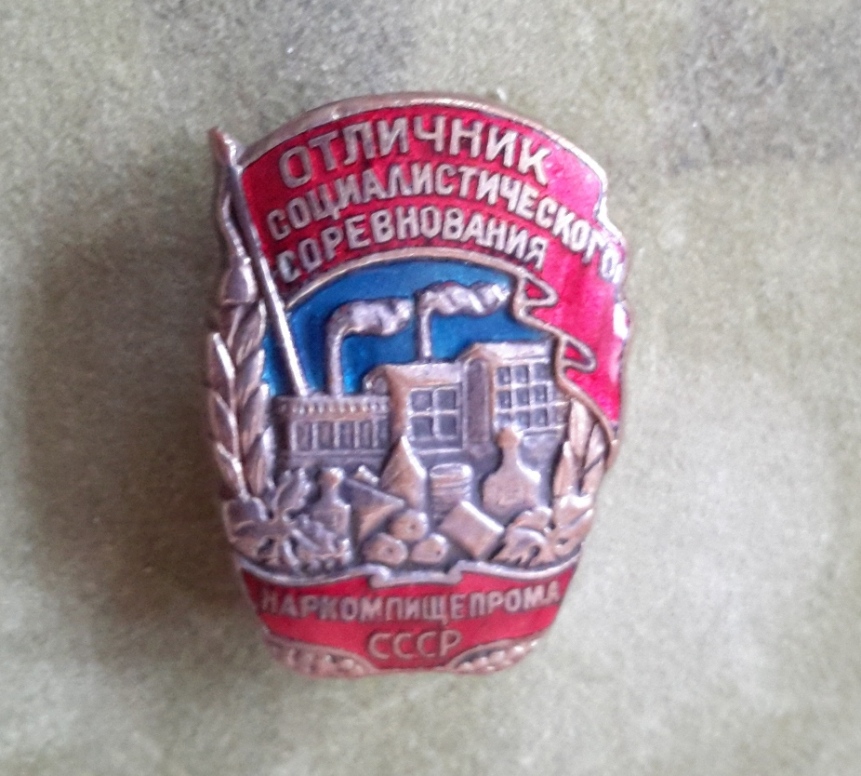 ОТЛИЧНИК
СОЦИАЛИСТИЧЕСКОГО
СОРЕВНОВАНИЯ
НАРКОМПИЩЕПРОМА
СССР